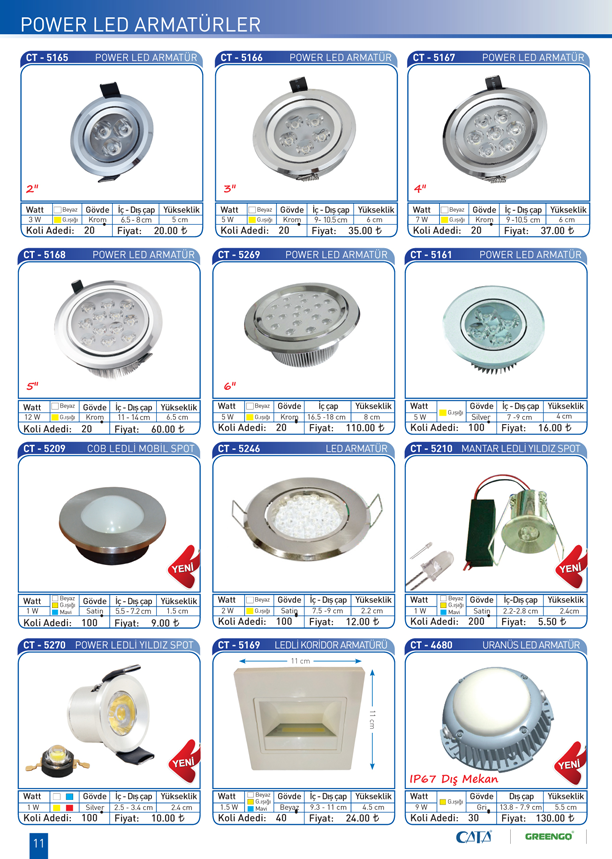 POWER LED ARMATÜRLER
CT - 5165 POWER LED ARMATÜR
2"
Watt Beyaz Gövde İç - Dış çap Yükseklik
3 W G.ışığı Krom 6.5 - 8 cm 5 cm
Koli Adedi: 20 Fiyat: 20.00 ₺
CT - 5166 POWER LED ARMATÜR
3"
Watt Beyaz Gövde İç - Dış çap Yükseklik
5 W G.ışığı Krom 9- 10.5 cm 6 cm
Koli Adedi: 20 Fiyat: 35.00 ₺
CT - 5167 POWER LED ARMATÜR
4"
Watt Beyaz Gövde İç - Dış çap Yükseklik
7 W G.ışığı Krom 9 -10.5 cm 6 cm
Koli Adedi: 20 Fiyat: 37.00 ₺
CT - 5168 POWER LED ARMATÜR
5"
Watt Beyaz Gövde İç - Dış çap Yükseklik
12 W G.ışığı Krom 11 - 14 cm 6.5 cm
Koli Adedi: 20 Fiyat: 60.00 ₺
CT - 5269 POWER LED ARMATÜR
6"
Watt Beyaz Gövde İç çap Yükseklik
5 W G.ışığı Krom 16.5 -18 cm 8 cm
Koli Adedi: 20 Fiyat: 110.00 ₺
CT - 5161 POWER LED ARMATÜR
Watt G.ışığı Gövde İç - Dış çap Yükseklik
5 W Silver 7 -9 cm 4 cm
Koli Adedi: 100 Fiyat: 16.00 ₺
CT - 5209 COB LEDLİ MOBİL SPOT
YENİ
Watt Beyaz G.ışığı Mavi Gövde İç - Dış çap Yükseklik
1 W Satin 5,5 - 7.2 cm 1.5 cm
Koli Adedi: 100 Fiyat: 9.00 ₺
CT - 5246 LED ARMATÜR
Watt Beyaz Gövde İç - Dış çap Yükseklik
2 W G.ışığı Satin 7.5 -9 cm 2.2 cm
Koli Adedi: 100 Fiyat: 12.00 ₺
CT - 5210 MANTAR LEDLİ YILDIZ SPOT
YENİ
Watt Beyaz G.ışığı Mavi Gövde İç-Dış çap Yükseklik
1 W Satin 2.2-2.8 cm 2.4cm
Koli Adedi: 200 Fiyat: 5.50 ₺
CT - 5270 POWER LEDLİ YILDIZ SPOT
YENİ
Watt Gövde İç - Dış çap Yükseklik
1 W Silver 2.5 - 3.4 cm 2.4 cm
Koli Adedi: 100 Fiyat: 10.00 ₺
CT - 5169 LEDLİ KORİDOR ARMATÜRÜ
11 cm
11 cm
Watt Beyaz G.ışığı Mavi Gövde İç - Dış çap Yükseklik
1.5 W Beyaz 9.3 - 11 cm 4.5 cm
Koli Adedi: 40 Fiyat: 24.00 ₺
CT - 4680 URANÜS LED ARMATÜR
IP67 Dış Mekan
YENİ
Watt G.ışığı Gövde Dış çap Yükseklik
9 W Gri 13.8 - 7.9 cm 5.5 cm
Koli Adedi: 30 Fiyat: 130.00 ₺
11
CATA
GREENGO